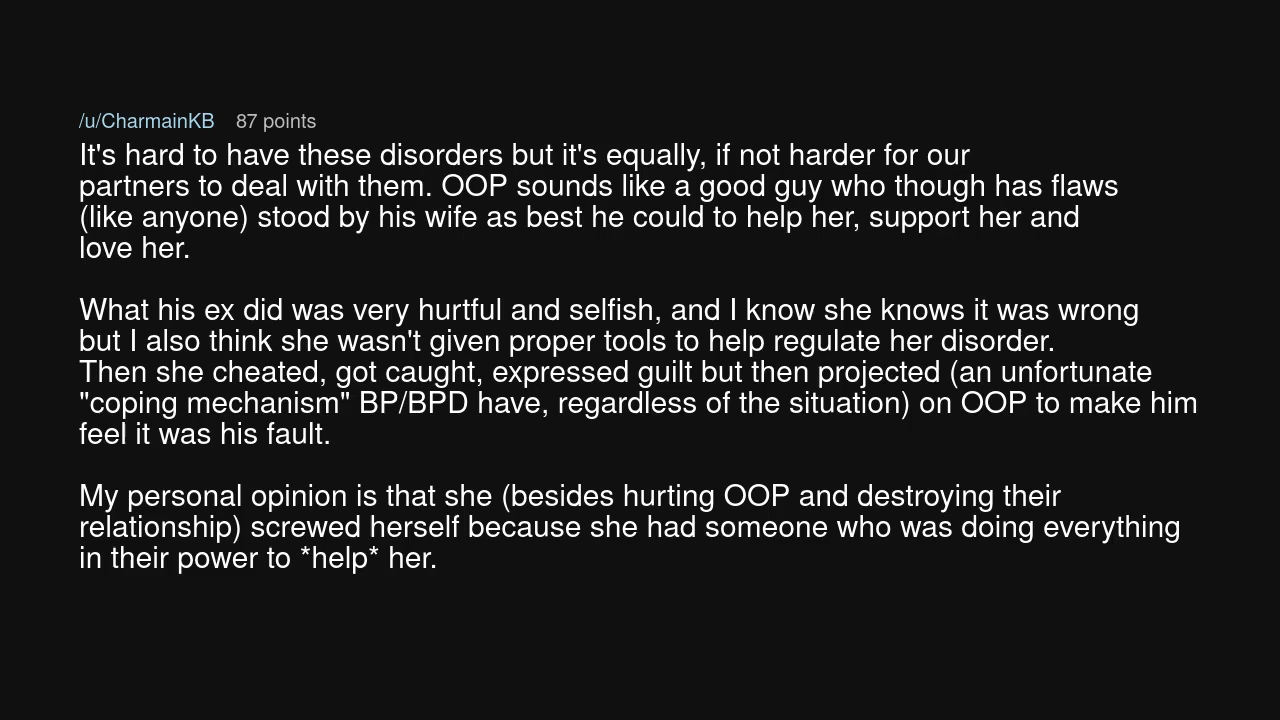 /u/CharmainKB 87 points
It's hard to have these disorders but it's equally, if not harder for our
partners to deal with them. OOP sounds like a good guy who though has flaws
(like anyone) stood by his wife as best he could to help her, support her and
love her.
What his ex did was very hurtful and selfish, and I know she knows it was wrong
but I also think she wasn't given proper tools to help regulate her disorder.
Then she cheated, got caught, expressed guilt but then projected (an unfortunate
"coping mechanism" BP/BPD have, regardless of the situation) on OOP to make him
feel it was his fault.
My personal opinion is that she (besides hurting OOP and destroying their
relationship) screwed herself because she had someone who was doing everything
in their power to *help* her.